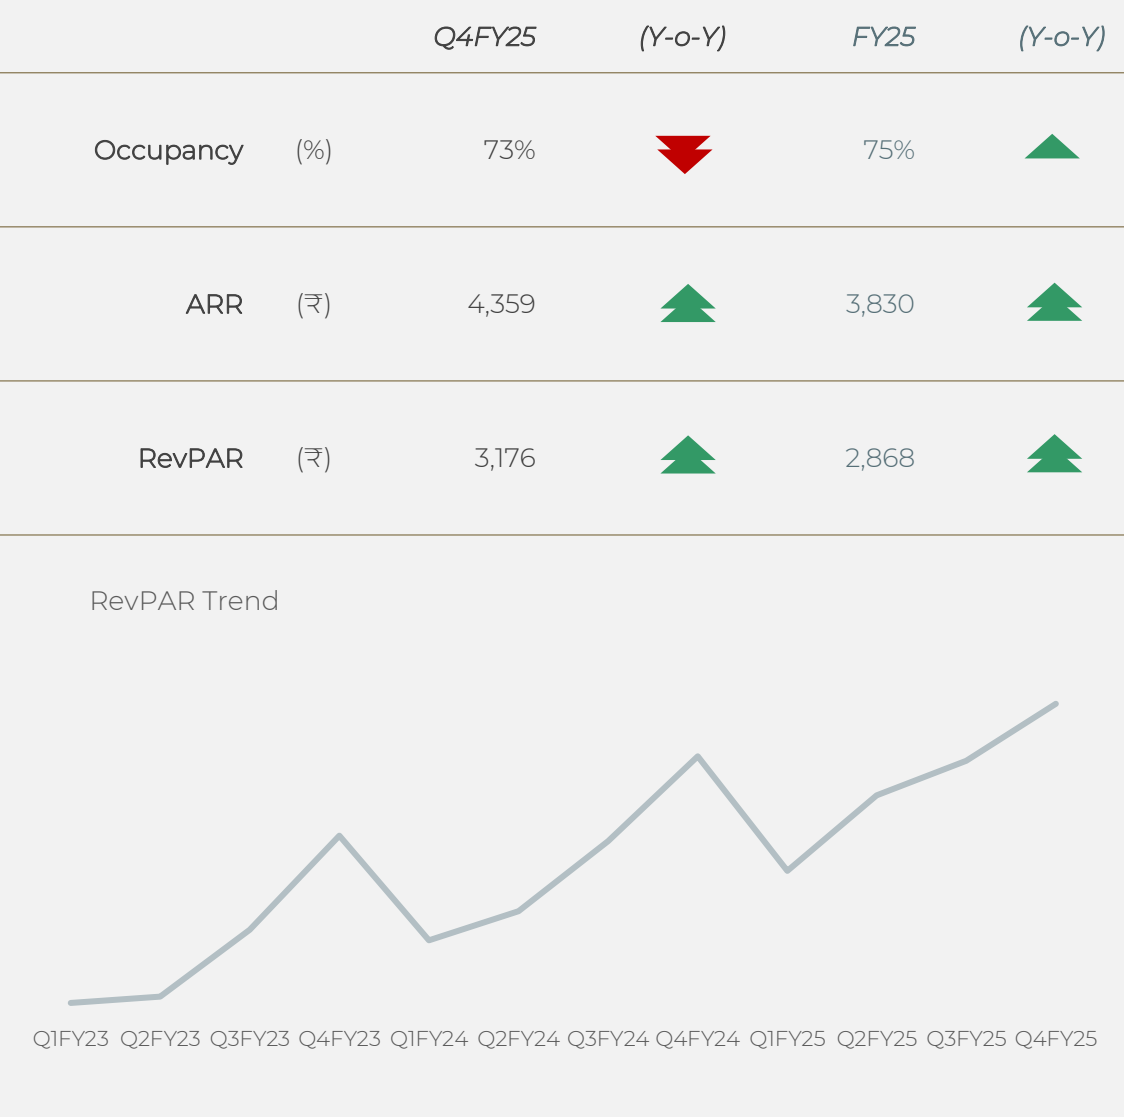 Q4FY25 (Y-o-Y) FY25 (Y-o-Y)
Occupancy (%) 73% 75%
ARR (₹) 4,359 3,830
RevPAR (₹) 3,176 2,868
RevPAR Trend
Q1FY23 Q2FY23 Q3FY23 Q4FY23 Q1FY24 Q2FY24 Q3FY24 Q4FY24 Q1FY25 Q2FY25 Q3FY25 Q4FY25